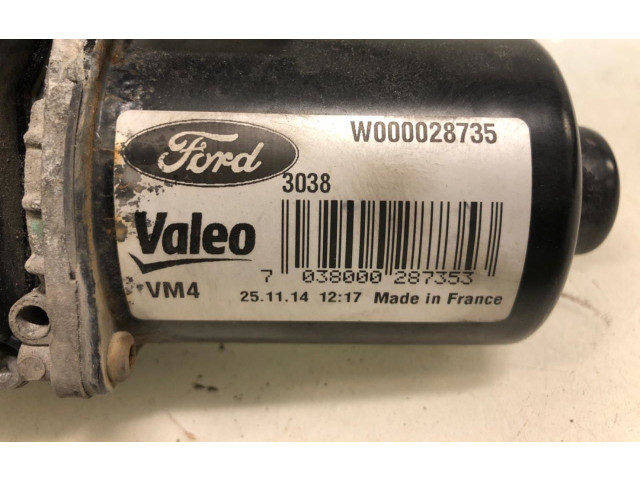 W000028735
Ford
3038
Valeo
7 038000 287353
VM4
25.11.14 12:17 Made in France